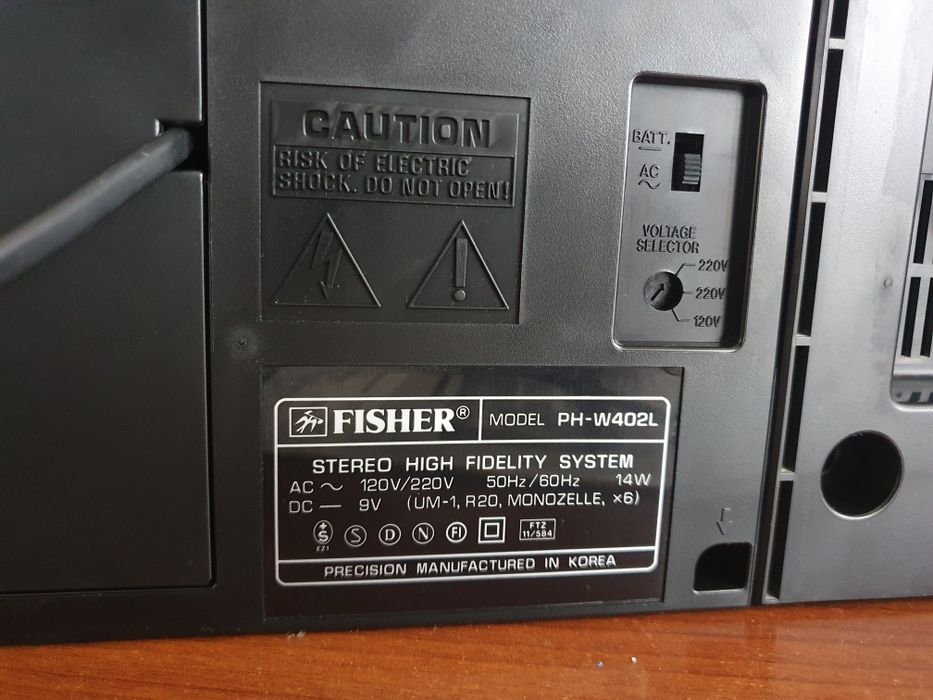 CAUTION
RISK OF ELECTRIC
SHOCK. DO NOT OPEN!
BATT.
AC ~
VOLTAGE
SELECTOR
220V
220V
120V
FISHER® MODEL PH-W402L
STEREO HIGH FIDELITY SYSTEM
AC ~ 120V/220V 50Hz/60Hz 14W
DC — 9V (UM-1, R20, MONOZELLE, ×6)
+S S D N FI FTZ
EZ1 11/584
PRECISION MANUFACTURED IN KOREA